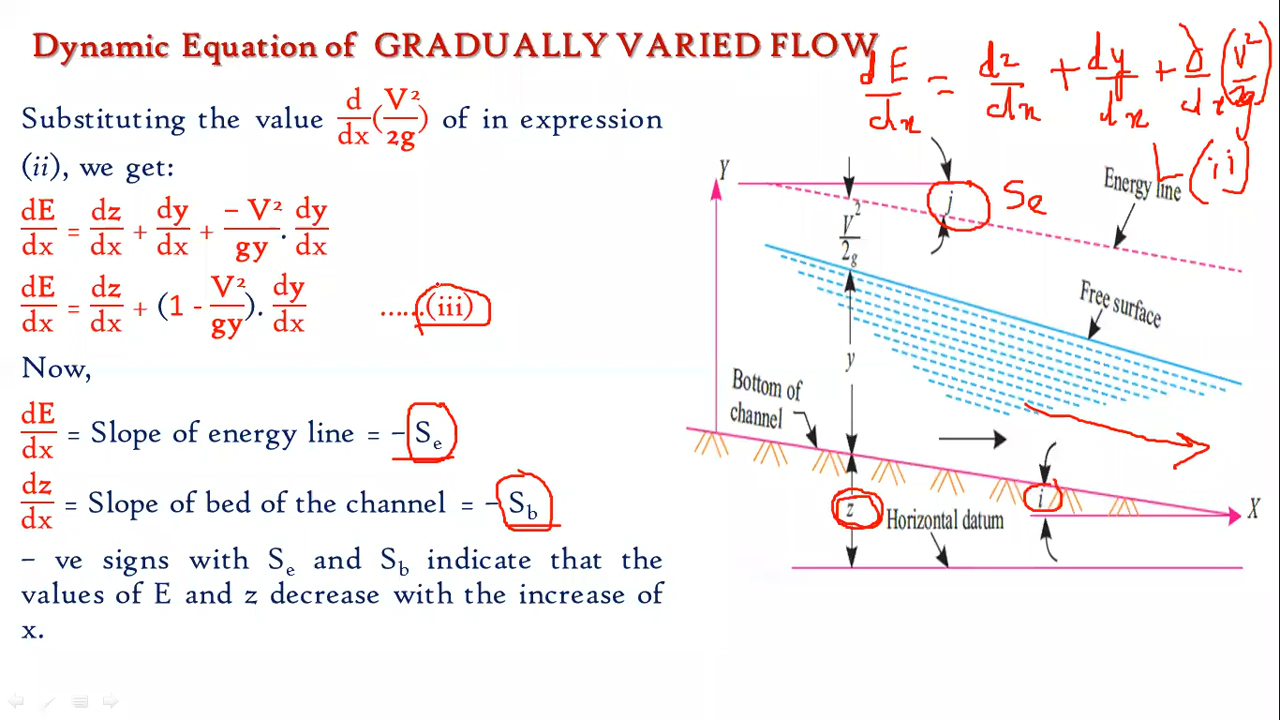 Dynamic Equation of GRADUALLY VARIED FLOW
dE/dx = dz/dx + dy/dx + d/dx (V²/2g)
(ii)
Substituting the value d/dx (V²/2g) of in expression
(ii), we get:
dE/dx = dz/dx + dy/dx + – V²/gy . dy/dx
dE/dx = dz/dx + (1 - V²/gy). dy/dx ......(iii)
Now,
dE/dx = Slope of energy line = – Se
dz/dx = Slope of bed of the channel = – Sb
– ve signs with Se and Sb indicate that the
values of E and z decrease with the increase of
x.
Y
j
Se
Energy line
V²/2g
Free surface
y
Bottom of
channel
z
i
X
Horizontal datum